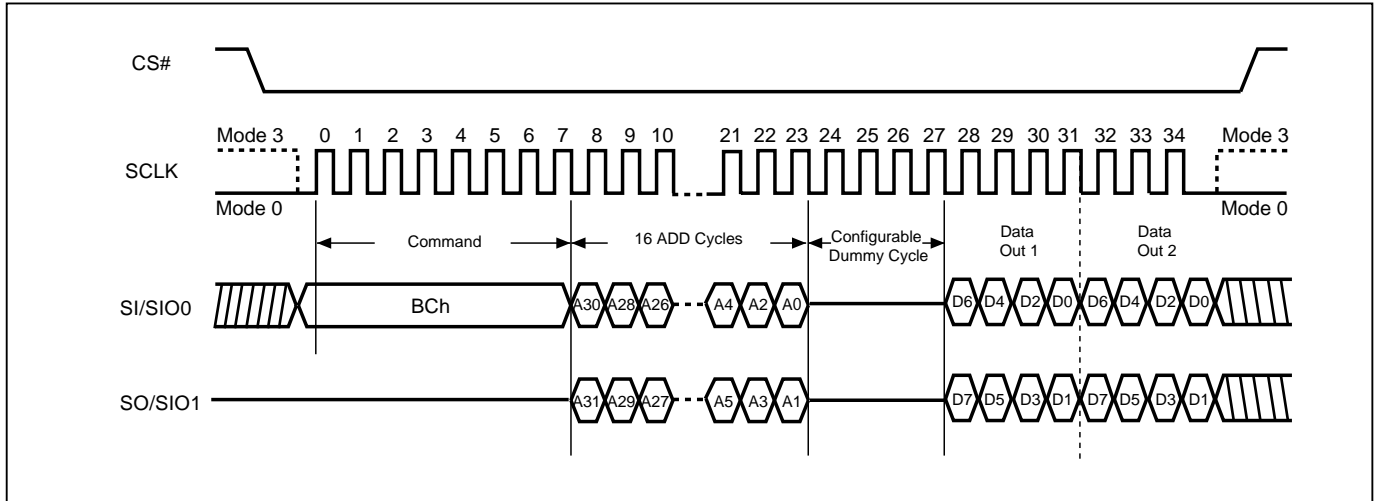 CS#
Mode 3 0 1 2 3 4 5 6 7 8 9 10 21 22 23 24 25 26 27 28 29 30 31 32 33 34 Mode 3
SCLK
Mode 0 Mode 0
Command 16 ADD Cycles Configurable Dummy Cycle Data Out 1 Data Out 2
SI/SIO0 BCh A30 A28 A26 A4 A2 A0 D6 D4 D2 D0 D6 D4 D2 D0
SO/SIO1 A31 A29 A27 A5 A3 A1 D7 D5 D3 D1 D7 D5 D3 D1